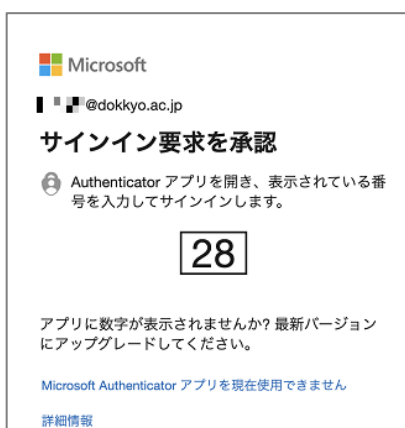 Microsoft
@dokkyo.ac.jp
サインイン要求を承認
Authenticator アプリを開き、表示されている番
号を入力してサインインします。
28
アプリに数字が表示されませんか? 最新バージョン
にアップグレードしてください。
Microsoft Authenticator アプリを現在使用できません
詳細情報